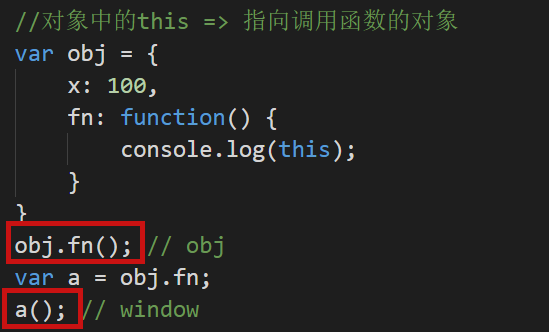 //对象中的this => 指向调用函数的对象
var obj = {
    x: 100,
    fn: function() {
        console.log(this);
    }
}
obj.fn(); // obj
var a = obj.fn;
a(); // window